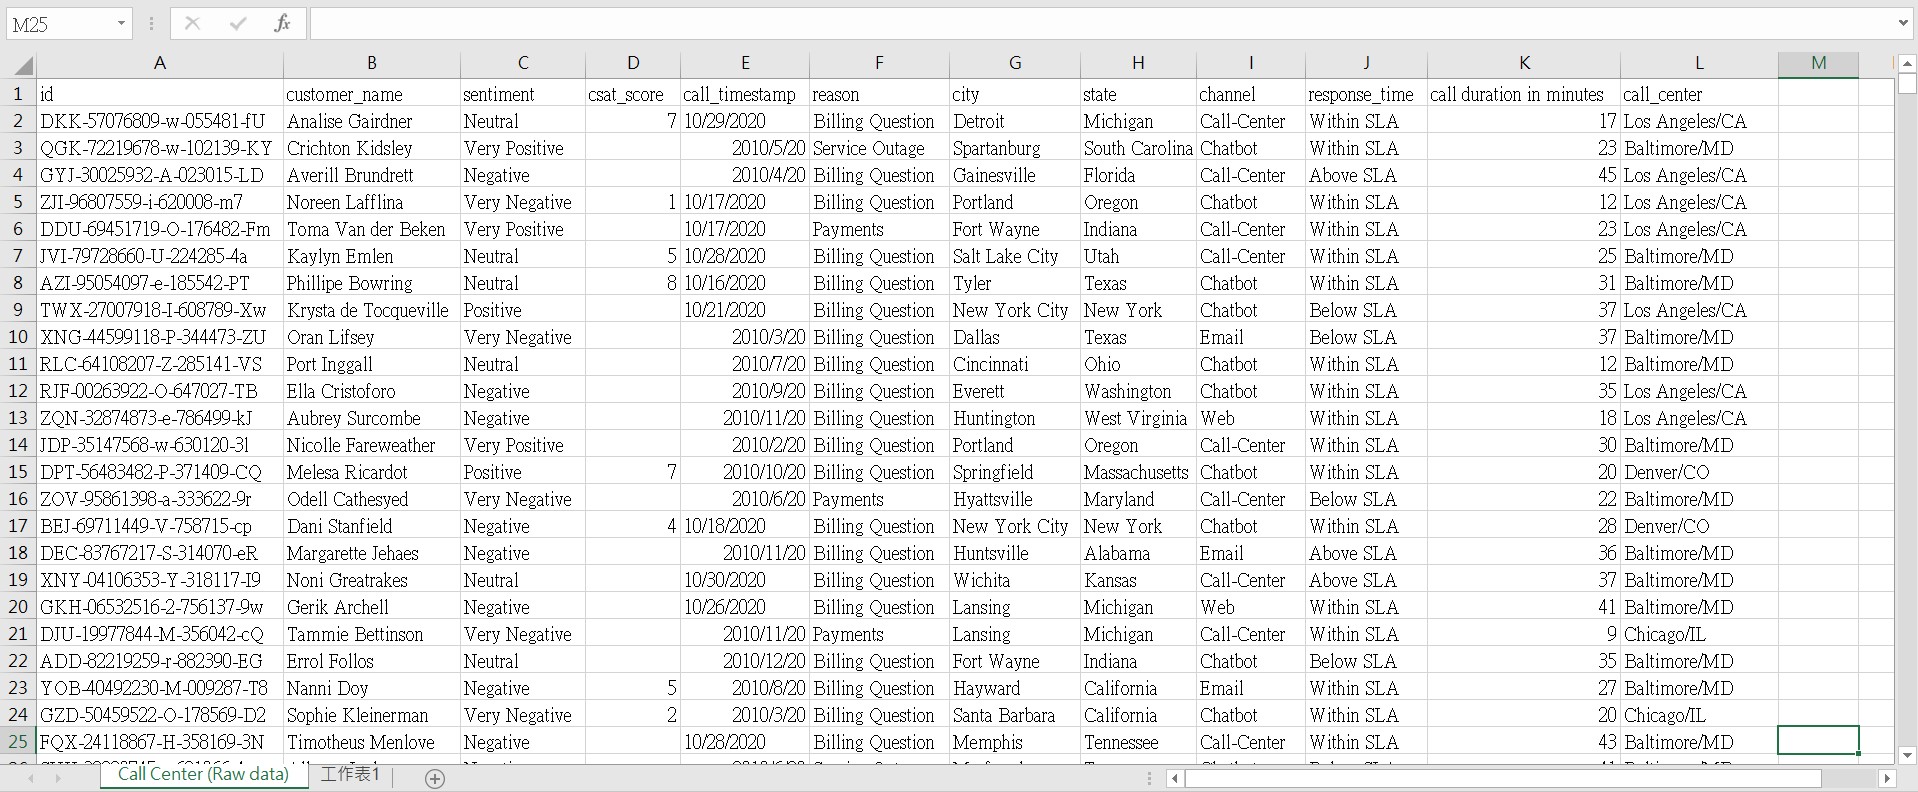 M25 fx
A B C D E F G H I J K L M
1 id customer_name sentiment csat_score call_timestamp reason city state channel response_time call duration in minutes call_center
2 DKK-57076809-w-055481-fU Analise Gairdner Neutral 7 10/29/2020 Billing Question Detroit Michigan Call-Center Within SLA 17 Los Angeles/CA
3 QGK-72219678-w-102139-KY Crichton Kidsley Very Positive 2010/5/20 Service Outage Spartanburg South Carolina Chatbot Within SLA 23 Baltimore/MD
4 GYJ-30025932-A-023015-LD Averill Brundrett Negative 2010/4/20 Billing Question Gainesville Florida Call-Center Above SLA 45 Los Angeles/CA
5 ZJI-96807559-i-620008-m7 Noreen Lafflina Very Negative 1 10/17/2020 Billing Question Portland Oregon Chatbot Within SLA 12 Los Angeles/CA
6 DDU-69451719-O-176482-Fm Toma Van der Beken Very Positive 10/17/2020 Payments Fort Wayne Indiana Call-Center Within SLA 23 Los Angeles/CA
7 JVI-79728660-U-224285-4a Kaylyn Emlen Neutral 5 10/28/2020 Billing Question Salt Lake City Utah Call-Center Within SLA 25 Baltimore/MD
8 AZI-95054097-e-185542-PT Phillipe Bowring Neutral 8 10/16/2020 Billing Question Tyler Texas Chatbot Within SLA 31 Baltimore/MD
9 TWX-27007918-I-608789-Xw Krysta de Tocqueville Positive 10/21/2020 Billing Question New York City New York Chatbot Below SLA 37 Los Angeles/CA
10 XNG-44599118-P-344473-ZU Oran Lifsey Very Negative 2010/3/20 Billing Question Dallas Texas Email Below SLA 37 Baltimore/MD
11 RLC-64108207-Z-285141-VS Port Inggall Neutral 2010/7/20 Billing Question Cincinnati Ohio Chatbot Within SLA 12 Baltimore/MD
12 RJF-00263922-O-647027-TB Ella Cristoforo Negative 2010/9/20 Billing Question Everett Washington Chatbot Within SLA 35 Los Angeles/CA
13 ZQN-32874873-e-786499-kJ Aubrey Surcombe Negative 2010/11/20 Billing Question Huntington West Virginia Web Within SLA 18 Los Angeles/CA
14 JDP-35147568-w-630120-3l Nicolle Fareweather Very Positive 2010/2/20 Billing Question Portland Oregon Call-Center Within SLA 30 Baltimore/MD
15 DPT-56483482-P-371409-CQ Melesa Ricardot Positive 7 2010/10/20 Billing Question Springfield Massachusetts Chatbot Within SLA 20 Denver/CO
16 ZOV-95861398-a-333622-9r Odell Cathesyed Very Negative 2010/6/20 Payments Hyattsville Maryland Call-Center Below SLA 22 Baltimore/MD
17 BEJ-69711449-V-758715-cp Dani Stanfield Negative 4 10/18/2020 Billing Question New York City New York Chatbot Within SLA 28 Denver/CO
18 DEC-83767217-S-314070-eR Margarette Jehaes Negative 2010/11/20 Billing Question Huntsville Alabama Email Above SLA 36 Baltimore/MD
19 XNY-04106353-Y-318117-I9 Noni Greatrakes Neutral 10/30/2020 Billing Question Wichita Kansas Call-Center Above SLA 37 Baltimore/MD
20 GKH-06532516-2-756137-9w Gerik Archell Negative 10/26/2020 Billing Question Lansing Michigan Web Within SLA 41 Baltimore/MD
21 DJU-19977844-M-356042-cQ Tammie Bettinson Very Negative 2010/11/20 Payments Lansing Michigan Call-Center Within SLA 9 Chicago/IL
22 ADD-82219259-r-882390-EG Errol Follos Neutral 2010/12/20 Billing Question Fort Wayne Indiana Chatbot Below SLA 35 Baltimore/MD
23 YOB-40492230-M-009287-T8 Nanni Doy Negative 5 2010/8/20 Billing Question Hayward California Email Within SLA 27 Baltimore/MD
24 GZD-50459522-O-178569-D2 Sophie Kleinerman Very Negative 2 2010/3/20 Billing Question Santa Barbara California Chatbot Within SLA 20 Chicago/IL
25 FQX-24118867-H-358169-3N Timotheus Menlove Negative 10/28/2020 Billing Question Memphis Tennessee Call-Center Within SLA 43 Baltimore/MD
Call Center (Raw data) 工作表1